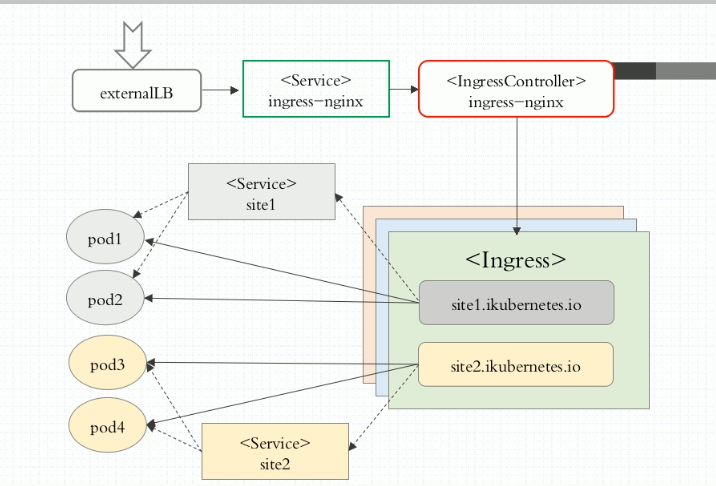 externalLB
<Service>
ingress-nginx
<IngressController>
ingress-nginx
<Service>
site1
pod1
pod2
pod3
pod4
<Ingress>
site1.ikubernetes.io
site2.ikubernetes.io
<Service>
site2